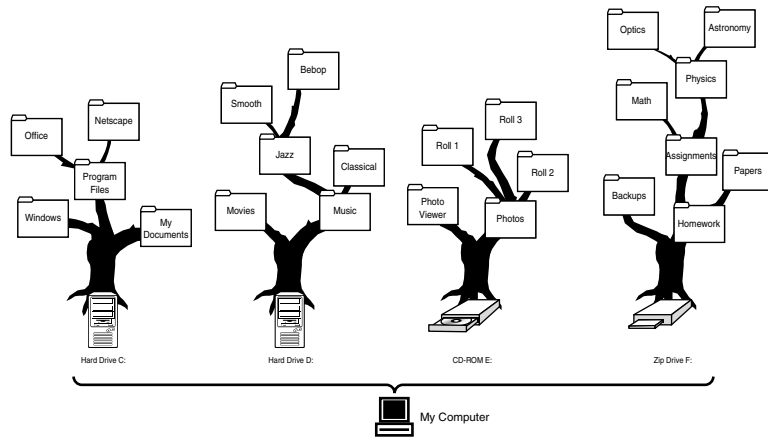 Optics
Astronomy
Physics
Math
Assignments
Papers
Backups
Homework
Bebop
Smooth
Jazz
Classical
Movies
Music
Netscape
Office
Program
Files
Windows
My
Documents
Roll 3
Roll 1
Roll 2
Photo
Viewer
Photos
Hard Drive C:
Hard Drive D:
CD-ROM E:
Zip Drive F:
My Computer